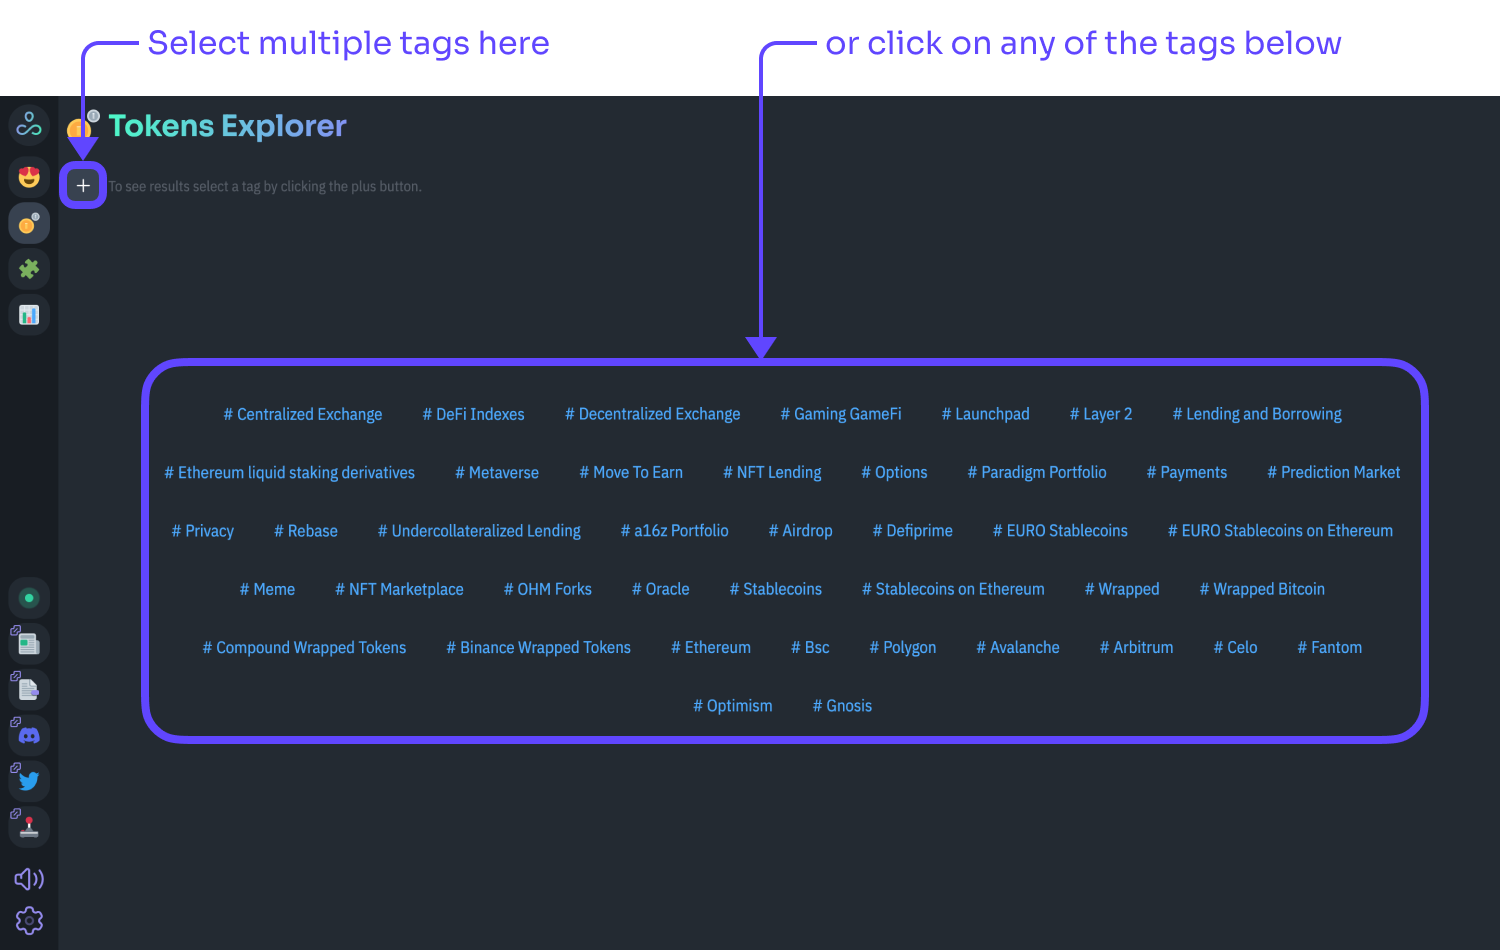 Select multiple tags here
or click on any of the tags below
Tokens Explorer
To see results select a tag by clicking the plus button.
# Centralized Exchange # DeFi Indexes # Decentralized Exchange # Gaming GameFi # Launchpad # Layer 2 # Lending and Borrowing
# Ethereum liquid staking derivatives # Metaverse # Move To Earn # NFT Lending # Options # Paradigm Portfolio # Payments # Prediction Market
# Privacy # Rebase # Undercollateralized Lending # a16z Portfolio # Airdrop # Defiprime # EURO Stablecoins # EURO Stablecoins on Ethereum
# Meme # NFT Marketplace # OHM Forks # Oracle # Stablecoins # Stablecoins on Ethereum # Wrapped # Wrapped Bitcoin
# Compound Wrapped Tokens # Binance Wrapped Tokens # Ethereum # Bsc # Polygon # Avalanche # Arbitrum # Celo # Fantom
# Optimism # Gnosis